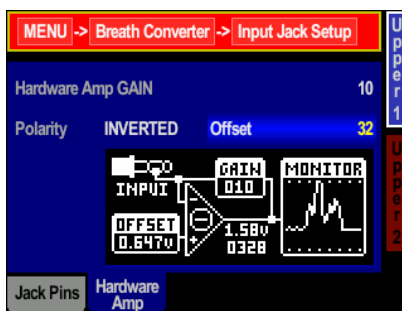 MENU -> Breath Converter -> Input Jack Setup
Upper 1
Hardware Amp GAIN 10
Polarity INVERTED Offset 32
INPUT
GAIN
010
MONITOR
OFFSET
0.647v
1.58v
0328
Upper 2
Jack Pins
Hardware Amp